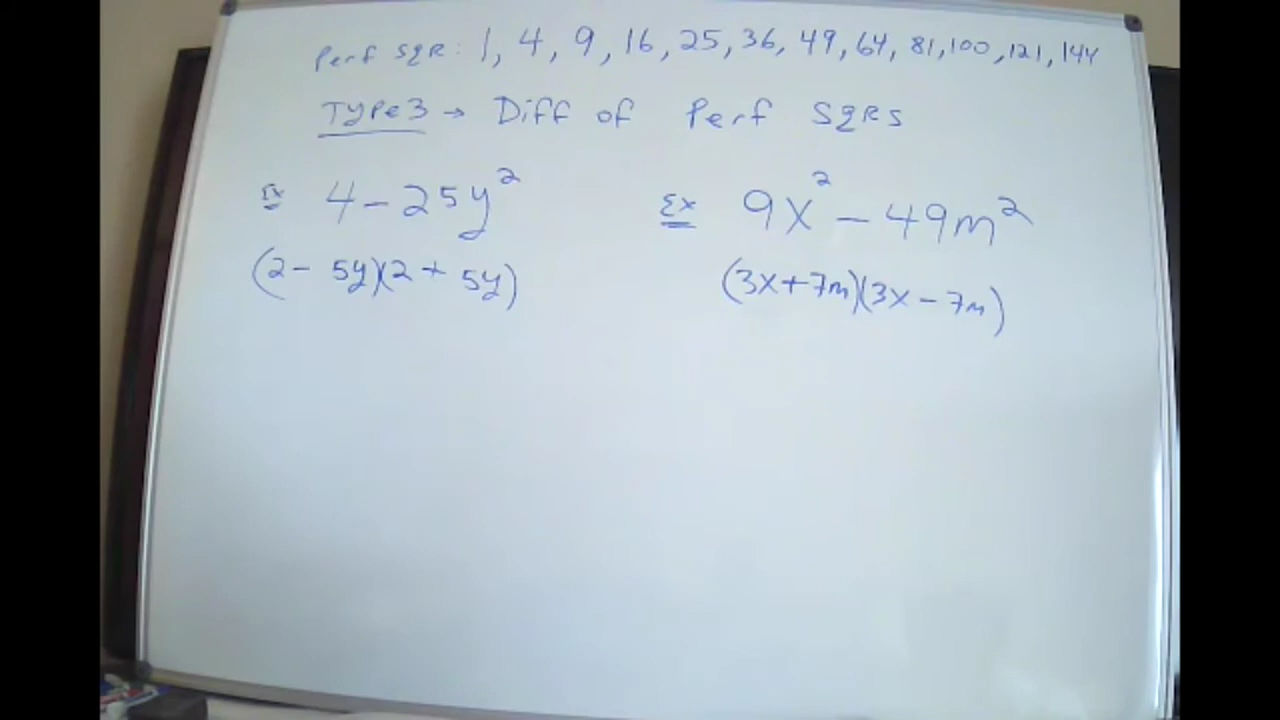 Perf SQR: 1, 4, 9, 16, 25, 36, 49, 64, 81, 100, 121, 144
TYPE 3 → Diff of Perf SQRS
Ex 4 - 25y²
(2 - 5y)(2 + 5y)
Ex 9x² - 49m²
(3x + 7m)(3x - 7m)